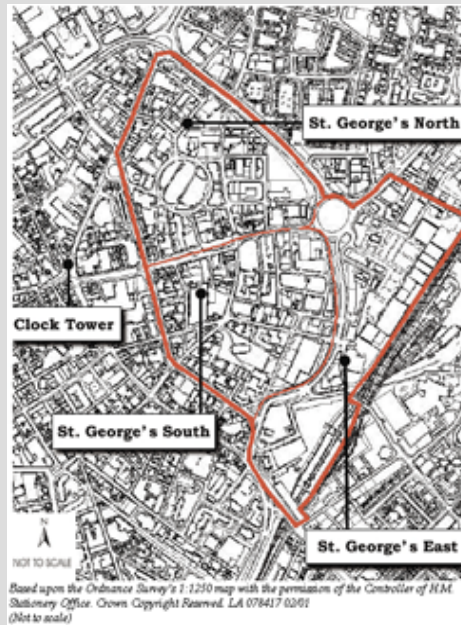 St. George's North
Clock Tower
St. George's South
N
NOT TO SCALE
St. George's East
Based upon the Ordnance Survey's 1:1250 map with the permission of the Controller of H.M.
Stationery Office. Crown Copyright Reserved. LA 078417 02/01
(Not to scale)